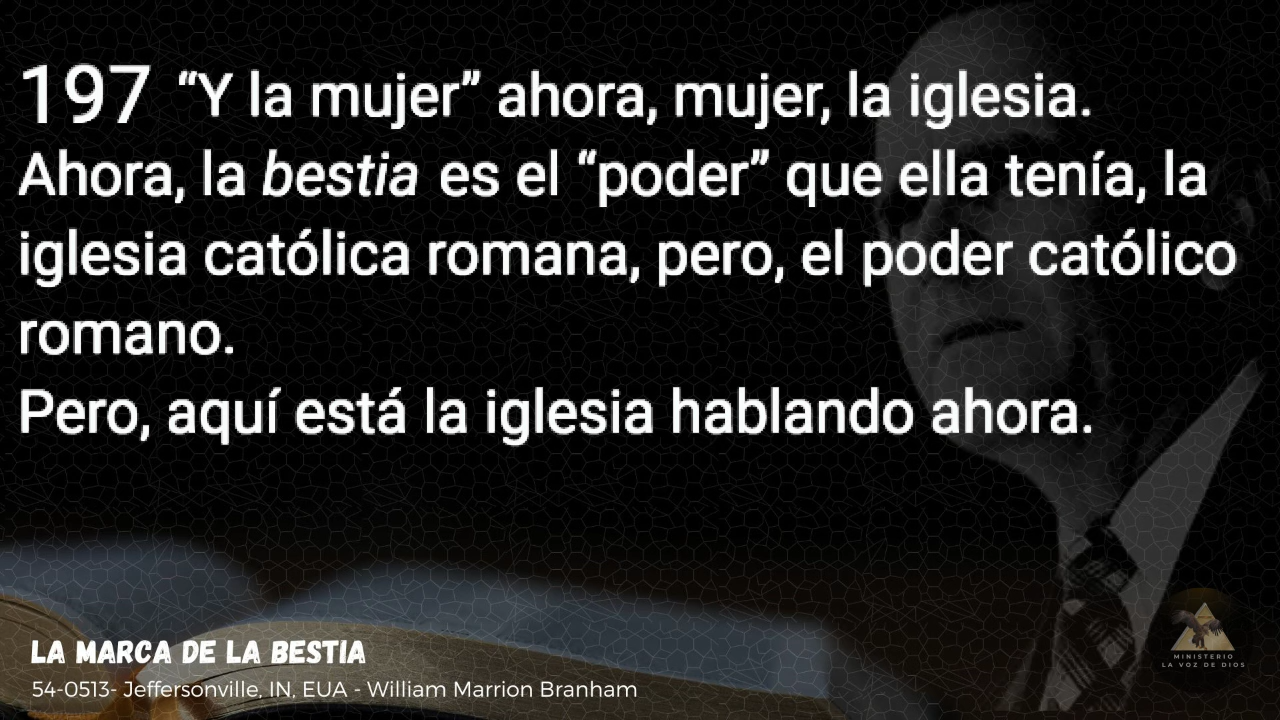 197 “Y la mujer” ahora, mujer, la iglesia.
Ahora, la bestia es el “poder” que ella tenía, la
iglesia católica romana, pero, el poder católico
romano.
Pero, aquí está la iglesia hablando ahora.
LA MARCA DE LA BESTIA
54-0513- Jeffersonville, IN, EUA - William Marrion Branham
MINISTERIO
LA VOZ DE DIOS